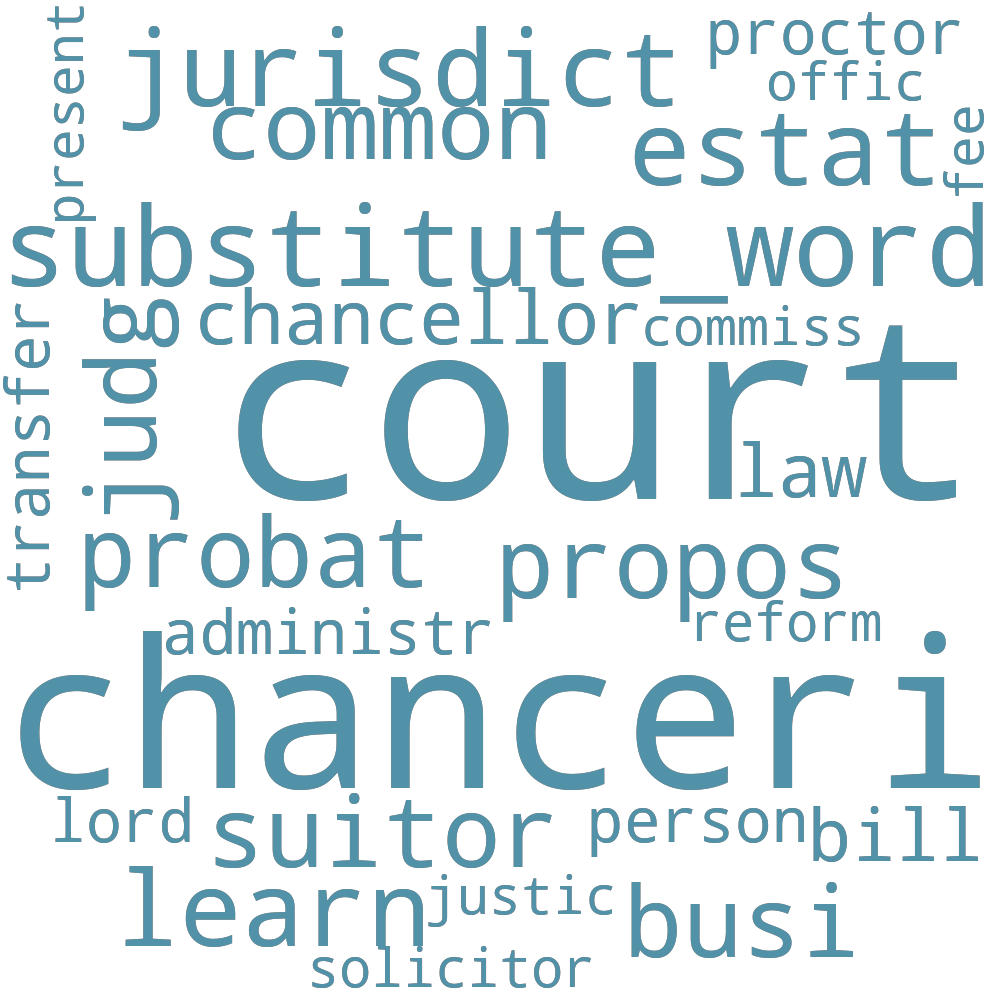 present
jurisdict
proctor
offic
common
estat
fee
substitute_word
transfer
judg
chancellor
commiss
court
law
probat
propos
administr
reform
chanceri
lord
suitor
person
bill
learn
justic
busi
solicitor